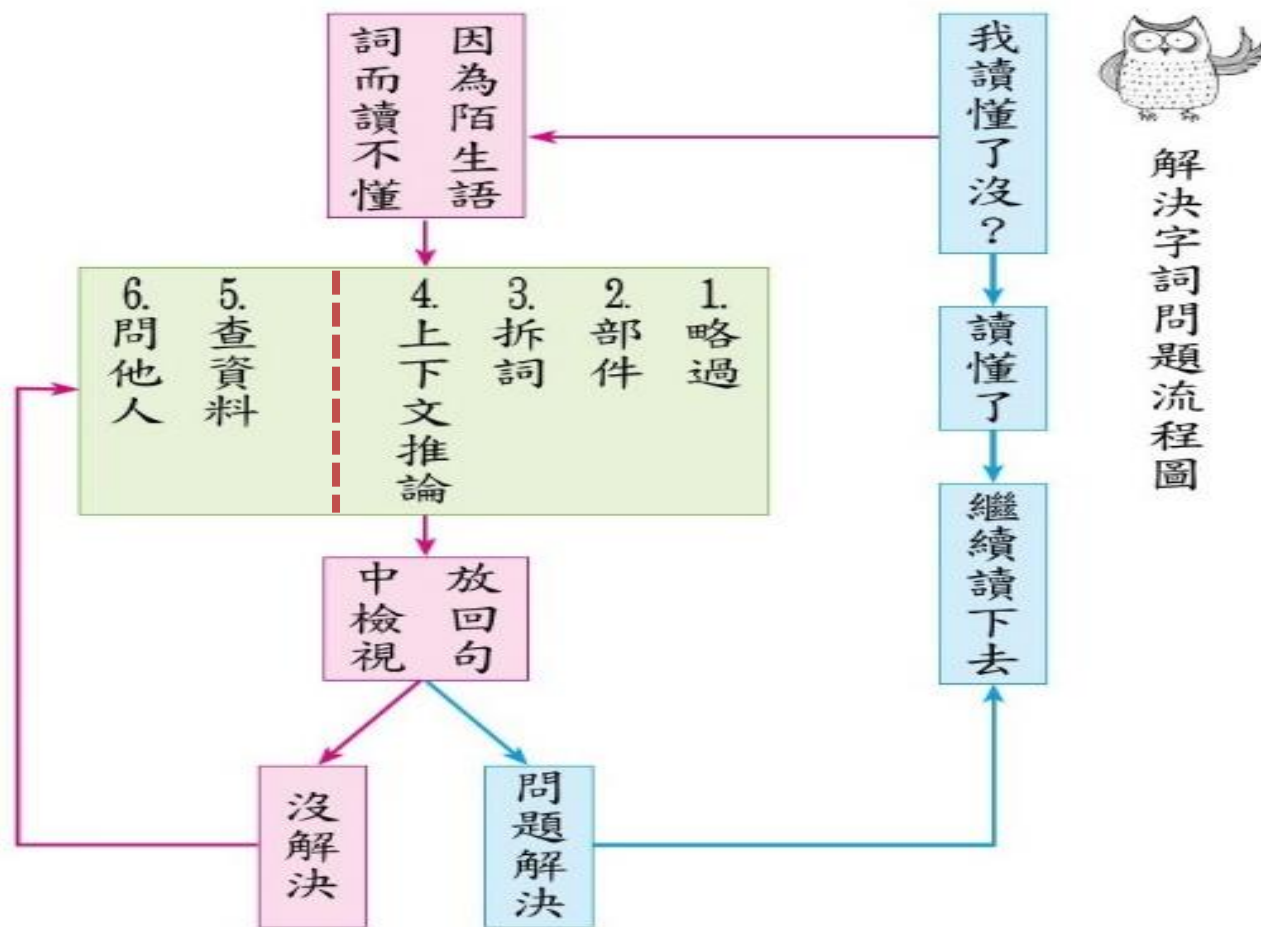 解決字詞問題流程圖
我讀懂了沒？
讀懂了
繼續讀下去
因為陌生語
詞而讀不懂
1.略過
2.部件
3.拆詞
4.上下文推論
5.查資料
6.問他人
放回句
中檢視
問題解決
沒解決